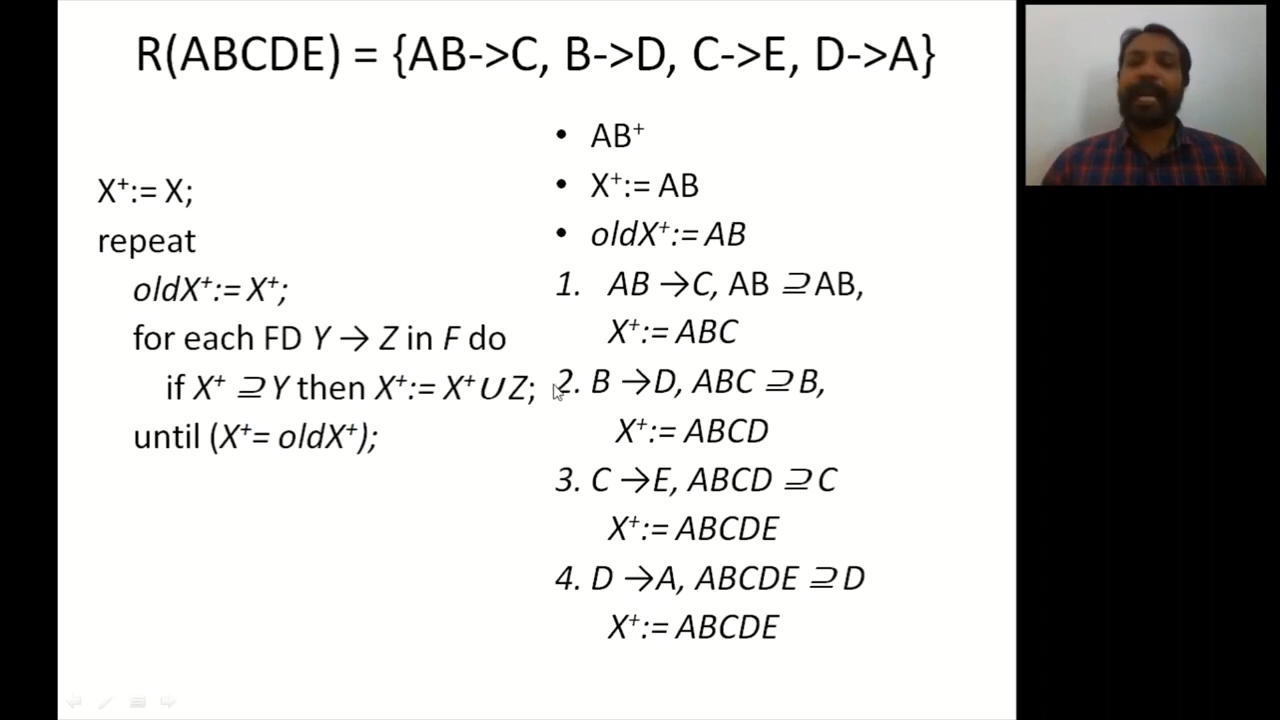 R(ABCDE) = {AB->C, B->D, C->E, D->A}
X⁺:= X;
repeat
oldX⁺:= X⁺;
for each FD Y → Z in F do
if X⁺ ⊇ Y then X⁺:= X⁺ ∪ Z;
until (X⁺= oldX⁺);
• AB⁺
• X⁺:= AB
• oldX⁺:= AB
1. AB →C, AB ⊇AB,
X⁺:= ABC
2. B →D, ABC ⊇ B,
X⁺:= ABCD
3. C →E, ABCD ⊇ C
X⁺:= ABCDE
4. D →A, ABCDE ⊇ D
X⁺:= ABCDE